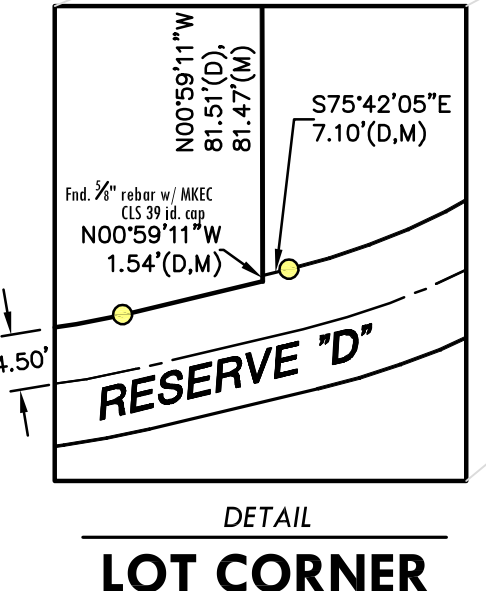 N00°59'11"W
81.51'(D),
81.47'(M)
S75°42'05"E
7.10'(D,M)
Fnd. 5/8" rebar w/ MKEC
CLS 39 id. cap
N00°59'11"W
1.54'(D,M)
4.50'
RESERVE "D"
DETAIL
LOT CORNER